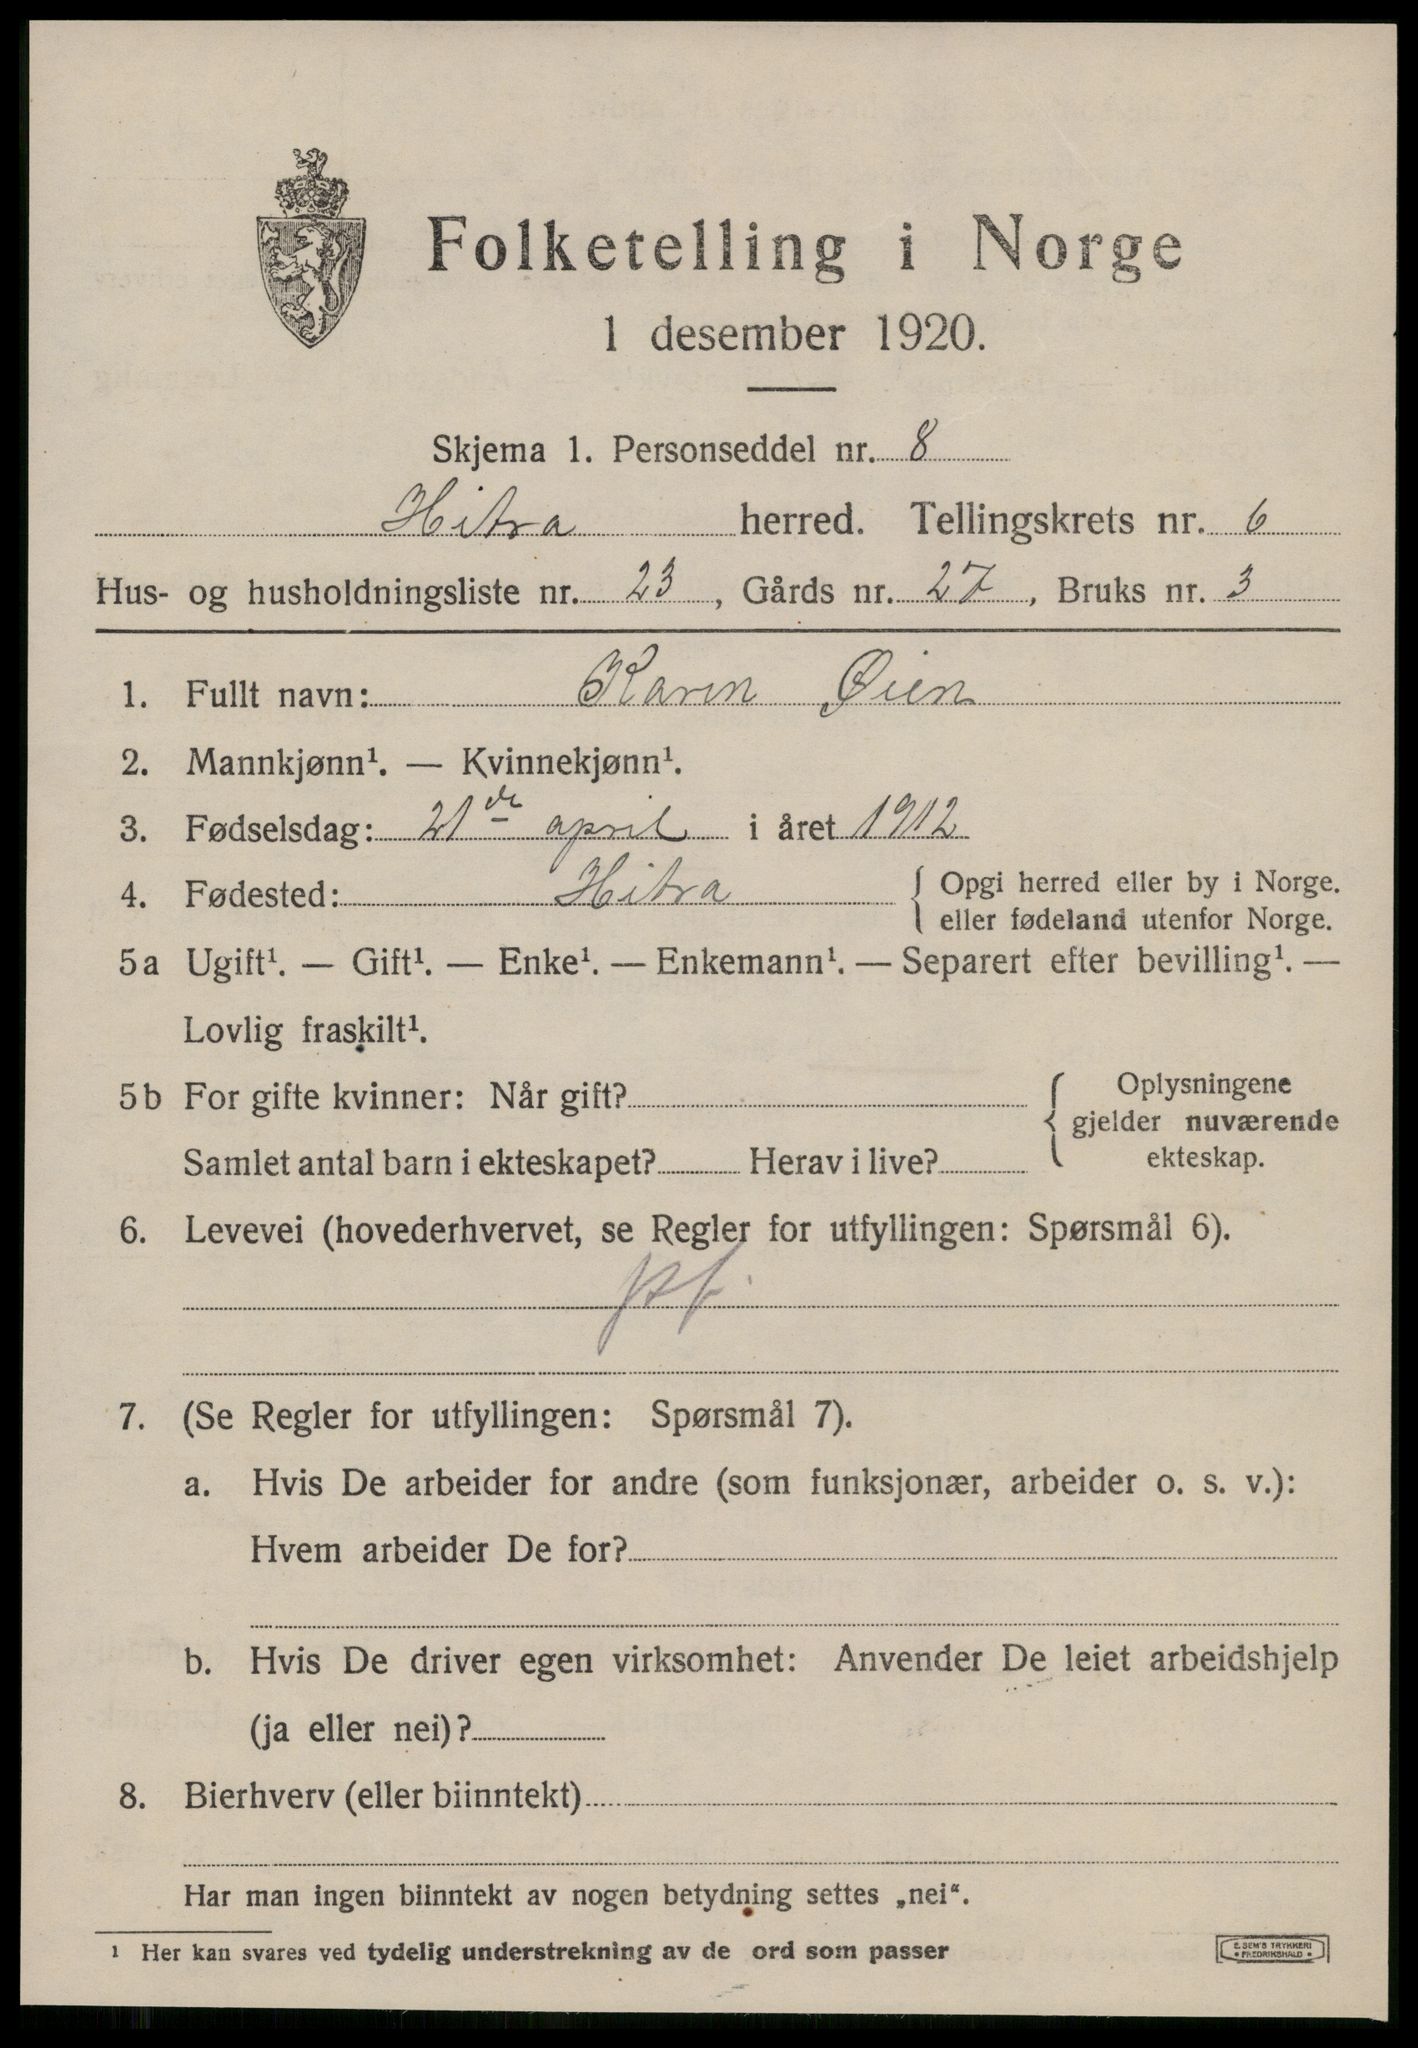 Folketelling i Norge
1 desember 1920.
Skjema 1. Personseddel nr. 8
Hitra herred. Tellingskrets nr. 6
Hus- og husholdningsliste nr. 23, Gårds nr. 27, Bruks nr. 3
1. Fullt navn: Karen Øien
2. Mannkjønn¹. — Kvinnekjønn¹.
3. Fødselsdag: 21de april i året 1912
4. Fødested: Hitra { Opgi herred eller by i Norge.
eller fødeland utenfor Norge.
5a Ugift¹. — Gift¹. — Enke¹. — Enkemann¹. — Separert efter bevilling¹. —
Lovlig fraskilt¹.
5b For gifte kvinner: Når gift?
Samlet antal barn i ekteskapet? Herav i live?
{ Oplysningene
gjelder nuværende
ekteskap.
6. Levevei (hovederhvervet, se Regler for utfyllingen: Spørsmål 6).
7. (Se Regler for utfyllingen: Spørsmål 7).
a. Hvis De arbeider for andre (som funksjonær, arbeider o. s. v.):
Hvem arbeider De for?
b. Hvis De driver egen virksomhet: Anvender De leiet arbeidshjelp
(ja eller nei)?
8. Bierhverv (eller biinntekt)
Har man ingen biinntekt av nogen betydning settes „nei“.
¹ Her kan svares ved tydelig understrekning av de ord som passer
E. SEM'S TRYKKERI
• FREDRIKSHALD •